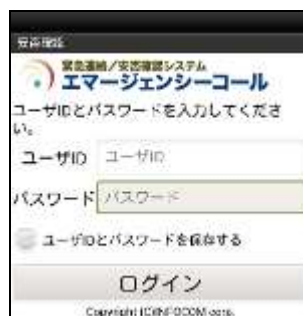 安否確認
緊急連絡／安否確認システム
エマージェンシーコール
ユーザIDとパスワードを入力してくださ
い。
ユーザID ユーザID
パスワード パスワード
ユーザIDとパスワードを保存する
ログイン
Copyright (C)INFOCOM corp.